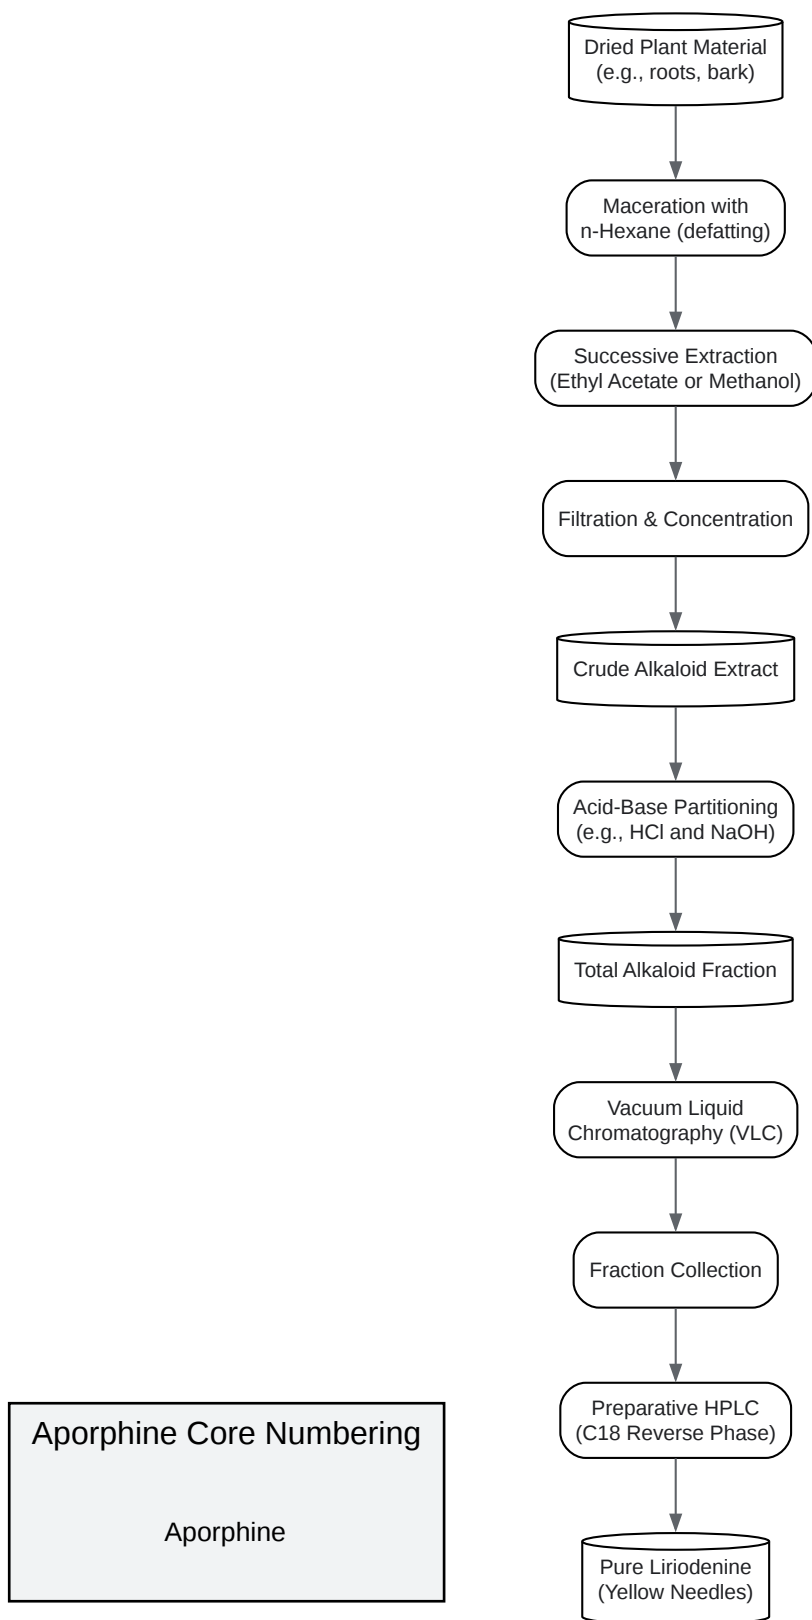 Dried Plant Material
(e.g., roots, bark)
Maceration with
n-Hexane (defatting)
Successive Extraction
(Ethyl Acetate or Methanol)
Filtration & Concentration
Crude Alkaloid Extract
Acid-Base Partitioning
(e.g., HCl and NaOH)
Total Alkaloid Fraction
Vacuum Liquid
Chromatography (VLC)
Fraction Collection
Preparative HPLC
(C18 Reverse Phase)
Aporphine Core Numbering
Aporphine
Pure Liriodenine
(Yellow Needles)